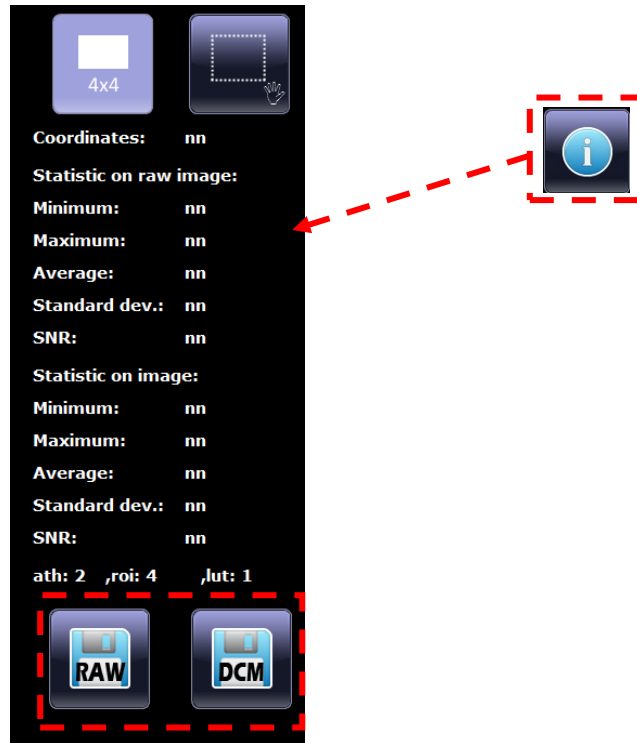 4x4
Coordinates: nn
Statistic on raw image:
Minimum: nn
Maximum: nn
Average: nn
Standard dev.: nn
SNR: nn
Statistic on image:
Minimum: nn
Maximum: nn
Average: nn
Standard dev.: nn
SNR: nn
ath: 2 ,roi: 4 ,lut: 1
RAW DCM
i